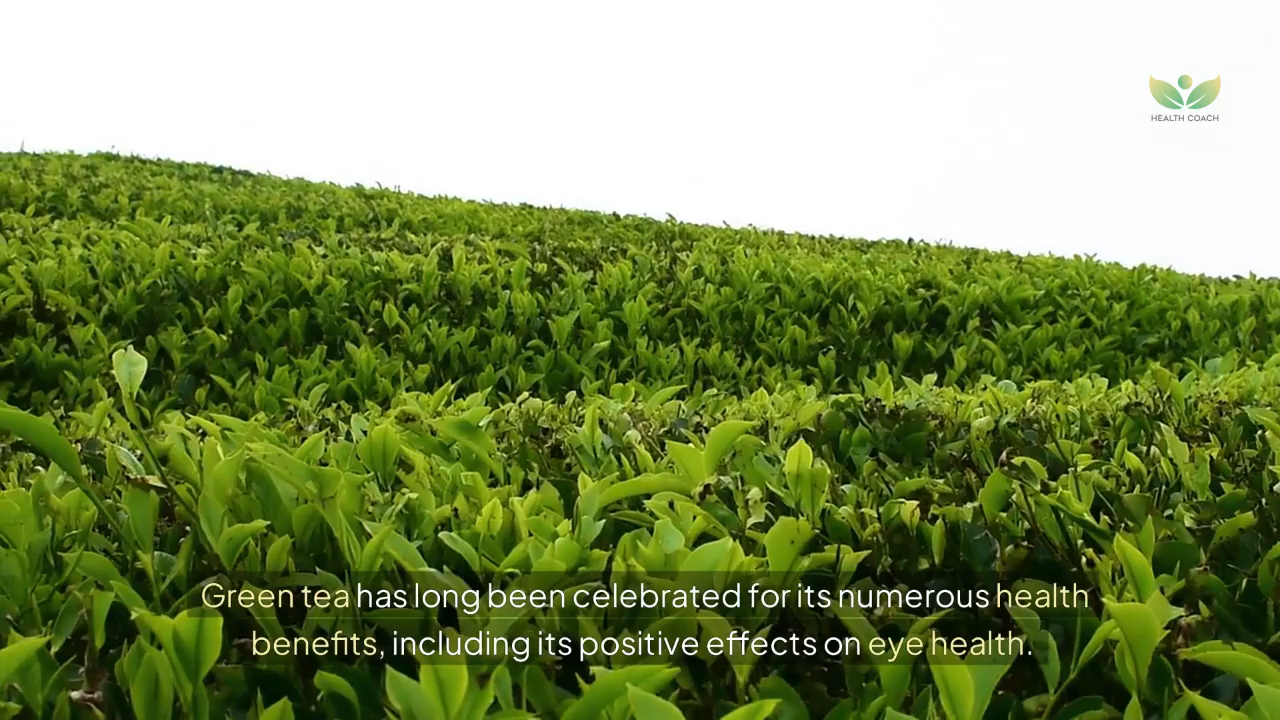 HEALTH COACH
Green tea has long been celebrated for its numerous health
benefits, including its positive effects on eye health.